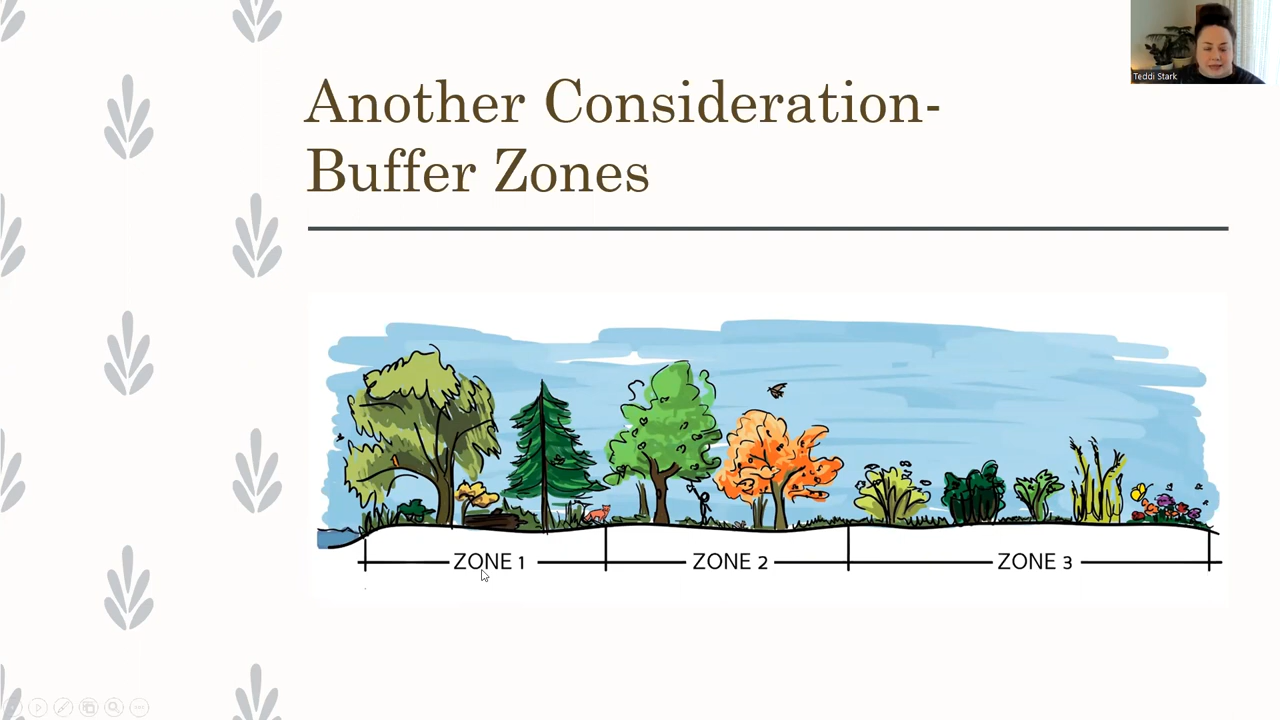 Another Consideration-
Buffer Zones
Teddi Stark
ZONE 1
ZONE 2
ZONE 3